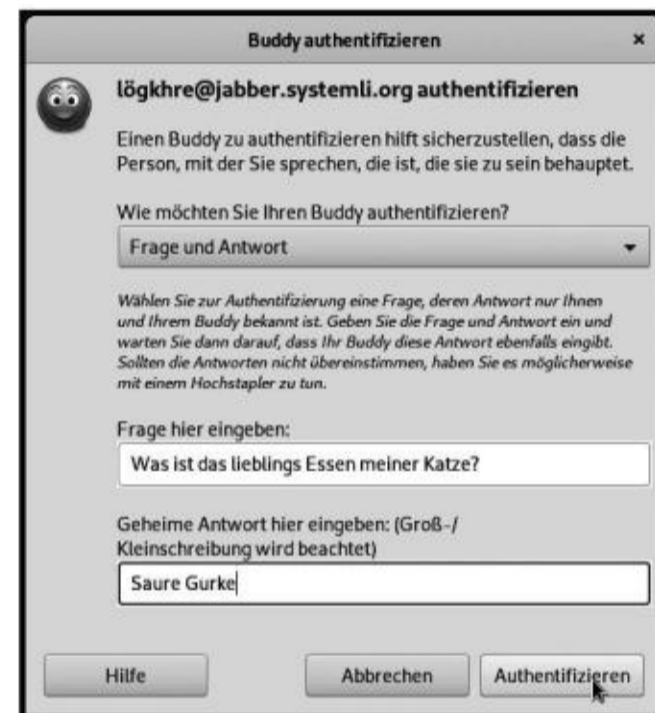 Buddy authentifizieren ×
lögkhre@jabber.systemli.org authentifizieren
Einen Buddy zu authentifizieren hilft sicherzustellen, dass die
Person, mit der Sie sprechen, die ist, die sie zu sein behauptet.
Wie möchten Sie Ihren Buddy authentifizieren?
Frage und Antwort
Wählen Sie zur Authentifizierung eine Frage, deren Antwort nur Ihnen
und Ihrem Buddy bekannt ist. Geben Sie die Frage und Antwort ein und
warten Sie dann darauf, dass Ihr Buddy diese Antwort ebenfalls eingibt.
Sollten die Antworten nicht übereinstimmen, haben Sie es möglicherweise
mit einem Hochstapler zu tun.
Frage hier eingeben:
Was ist das lieblings Essen meiner Katze?
Geheime Antwort hier eingeben: (Groß-/
Kleinschreibung wird beachtet)
Saure Gurke
Hilfe Abbrechen Authentifizieren